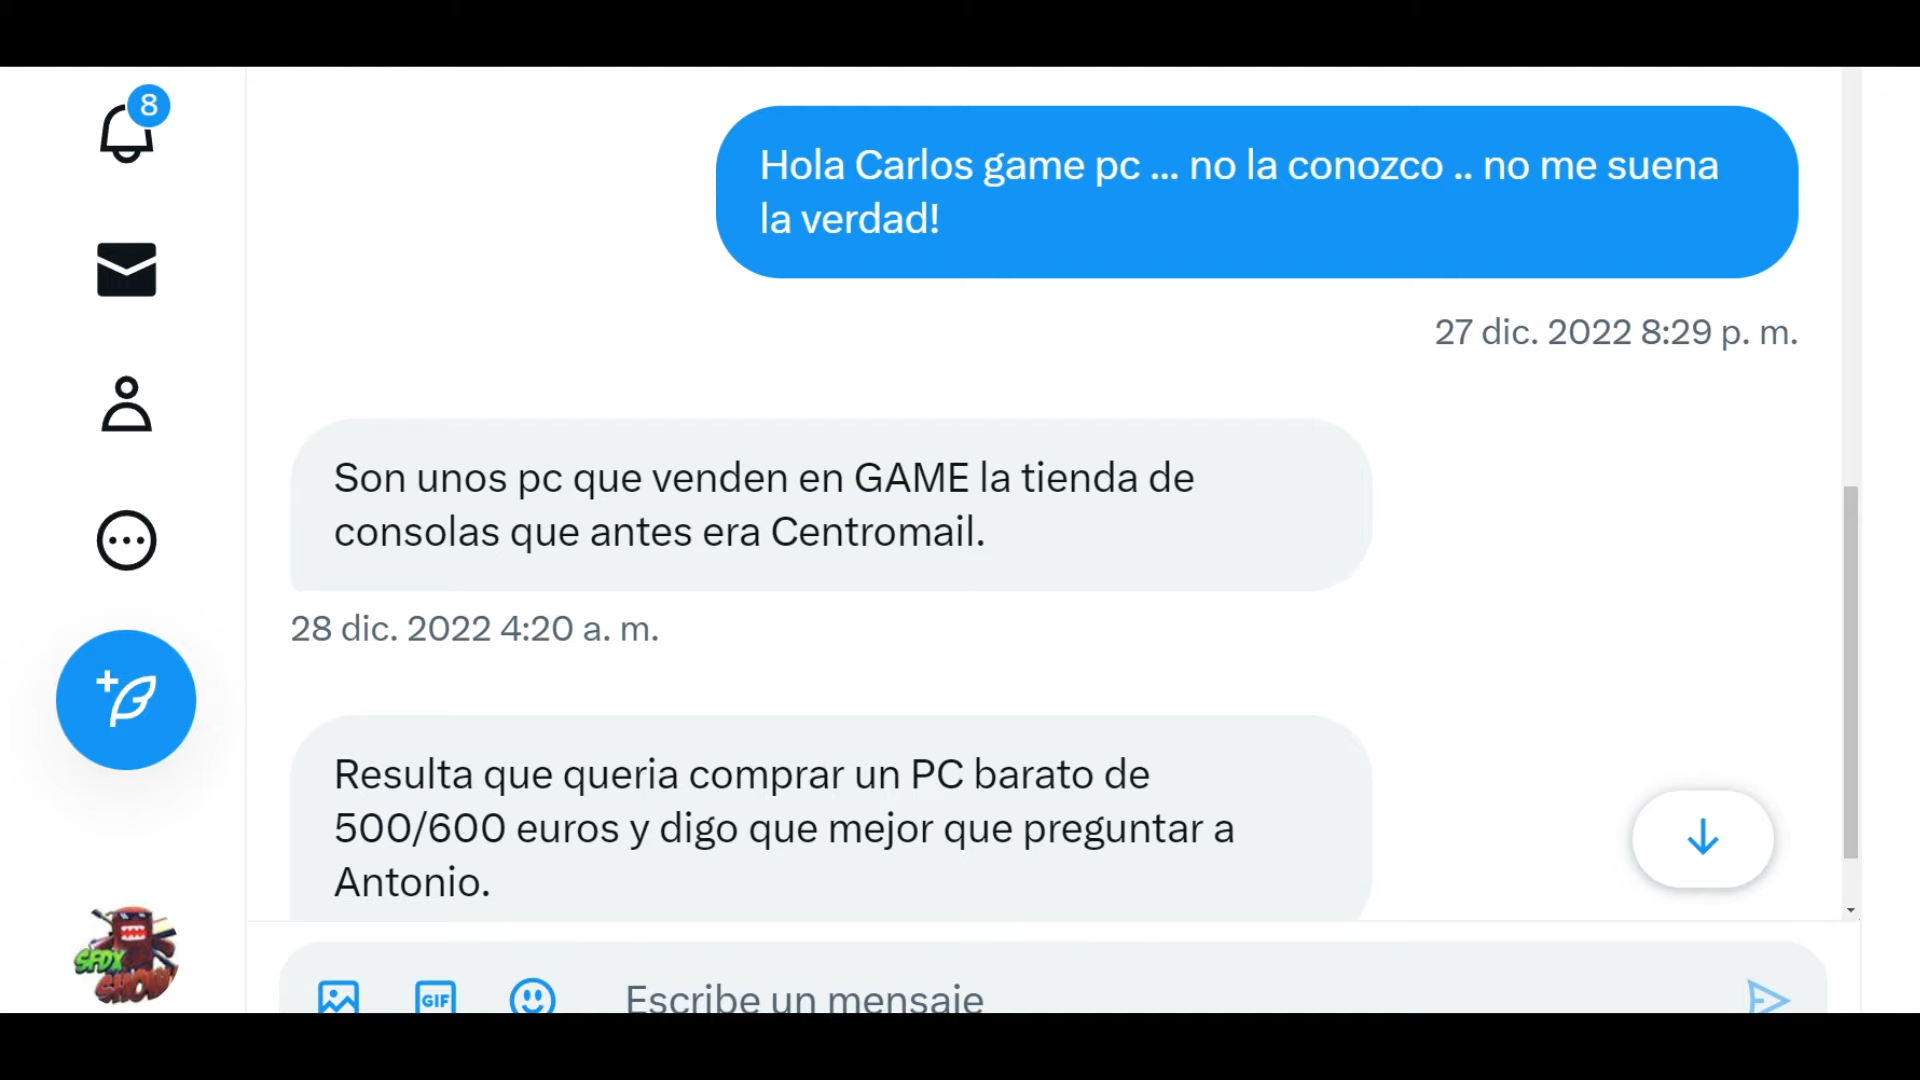 8
Hola Carlos game pc ... no la conozco .. no me suena
la verdad!
27 dic. 2022 8:29 p. m.
Son unos pc que venden en GAME la tienda de
consolas que antes era Centromail.
28 dic. 2022 4:20 a. m.
Resulta que queria comprar un PC barato de
500/600 euros y digo que mejor que preguntar a
Antonio.
SFDX
SHOW
GIF
Escribe un mensaje